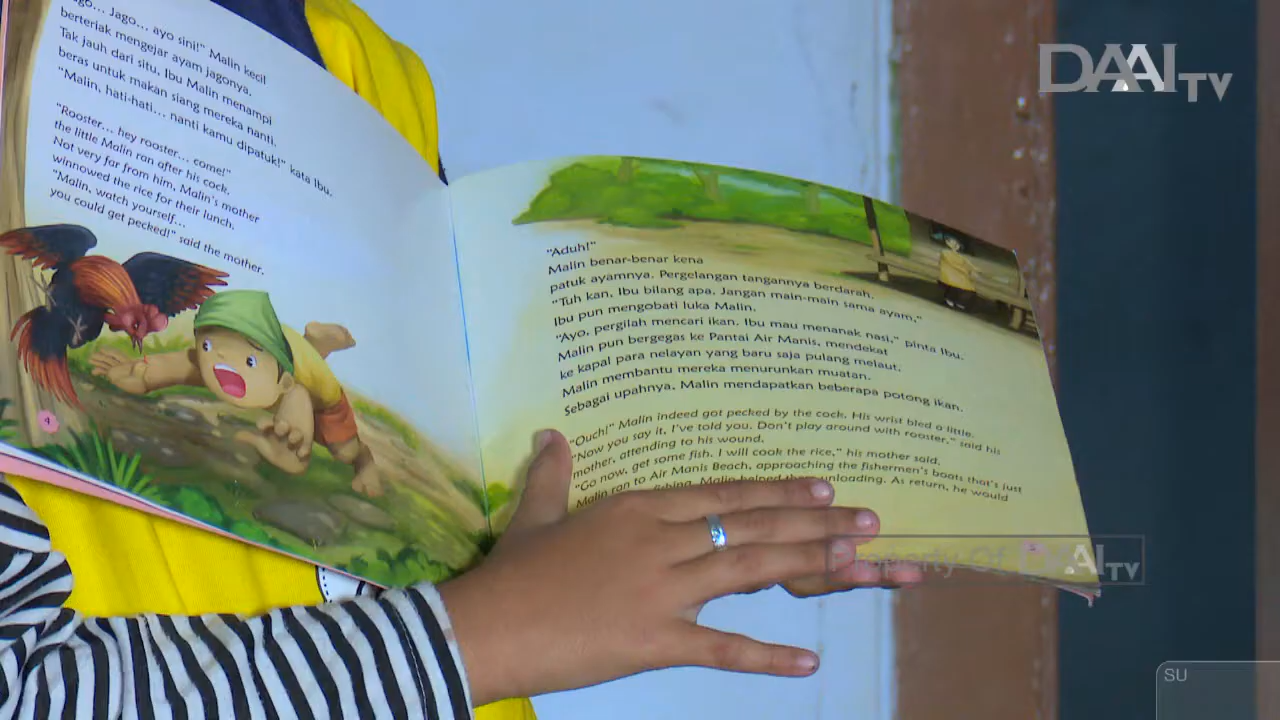 Jago... ayo sini!" Malin kecil
berteriak mengejar ayam jagonya.
Tak jauh dari situ, Ibu Malin menampi
beras untuk makan siang mereka nanti.
"Malin, hati-hati... nanti kamu dipatuk!" kata Ibu.
"Rooster... hey rooster... come!"
the little Malin ran after his cock.
Not very far from him, Malin's mother
winnowed the rice for their lunch.
"Malin, watch yourself...
you could get pecked!" said the mother.
4
"Aduh!"
Malin benar-benar kena
patuk ayamnya. Pergelangan tangannya berdarah.
"Tuh kan, Ibu bilang apa. Jangan main-main sama ayam,"
Ibu pun mengobati luka Malin.
"Ayo, pergilah mencari ikan. Ibu mau menanak nasi," pinta Ibu.
Malin pun bergegas ke Pantai Air Manis, mendekat
ke kapal para nelayan yang baru saja pulang melaut.
Malin membantu mereka menurunkan muatan.
Sebagai upahnya, Malin mendapatkan beberapa potong ikan.
"Ouch!" Malin indeed got pecked by the cock. His wrist bled a little.
"Now you say it, I've told you. Don't play around with rooster," said his
mother, attending to his wound.
"Go now, get some fish. I will cook the rice," his mother said.
Malin ran to Air Manis Beach, approaching the fishermen's boats that's just
fishing. Malin helped them unloading. As return, he would
DAAI TV
Property Of DAAI TV
SU